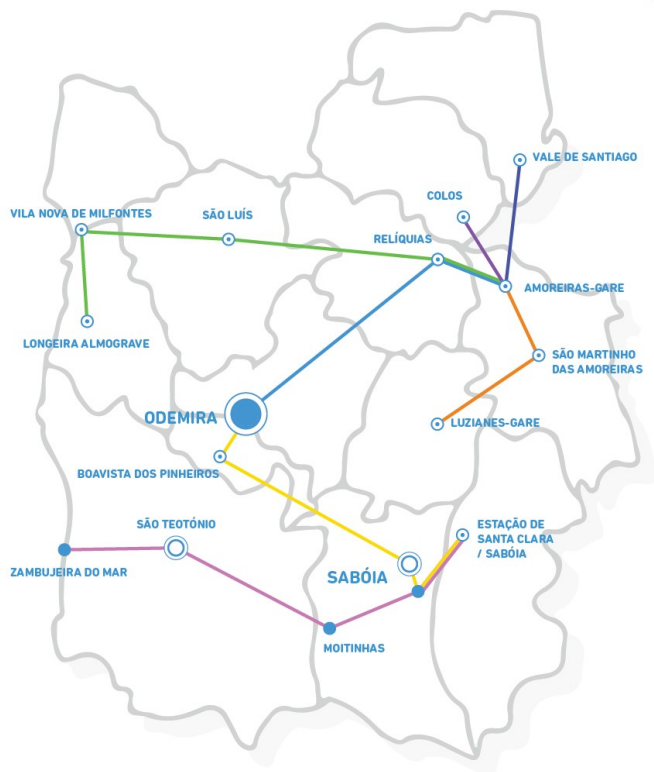 VALE DE SANTIAGO
COLOS
VILA NOVA DE MILFONTES
SÃO LUÍS
RELÍQUIAS
AMOREIRAS-GARE
LONGEIRA ALMOGRAVE
SÃO MARTINHO
DAS AMOREIRAS
ODEMIRA
LUZIANES-GARE
BOAVISTA DOS PINHEIROS
SÃO TEOTÓNIO
ESTAÇÃO DE
SANTA CLARA
/ SABÓIA
ZAMBUJEIRA DO MAR
SABÓIA
MOITINHAS